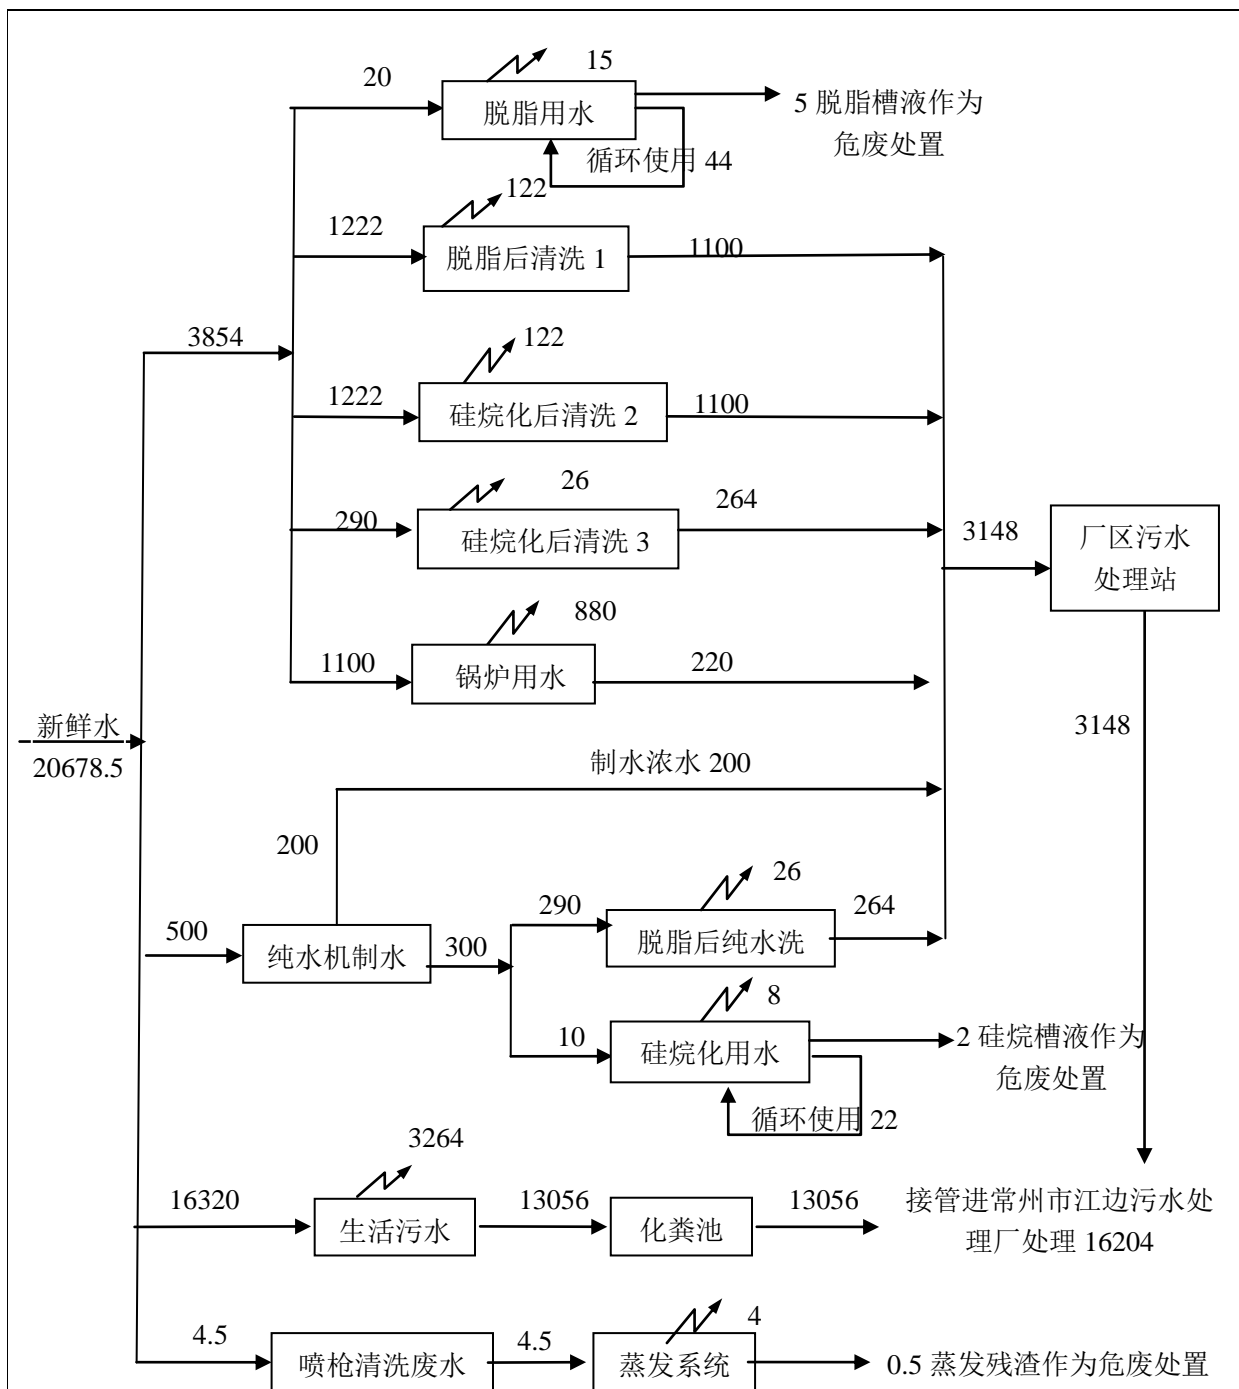 15
20
脱脂用水
5 脱脂槽液作为
危废处置
循环使用 44
122
1222
脱脂后清洗 1
1100
3854
122
1222
硅烷化后清洗 2
1100
26
264
290
硅烷化后清洗 3
3148
厂区污水
处理站
880
1100
锅炉用水
220
新鲜水
20678.5
3148
制水浓水 200
200
26
290
264
500
纯水机制水
300
脱脂后纯水洗
8
10
硅烷化用水
2 硅烷槽液作为
危废处置
循环使用 22
3264
16320
生活污水
13056
化粪池
13056
接管进常州市江边污水处
理厂处理 16204
4
4.5
喷枪清洗废水
4.5
蒸发系统
0.5 蒸发残渣作为危废处置